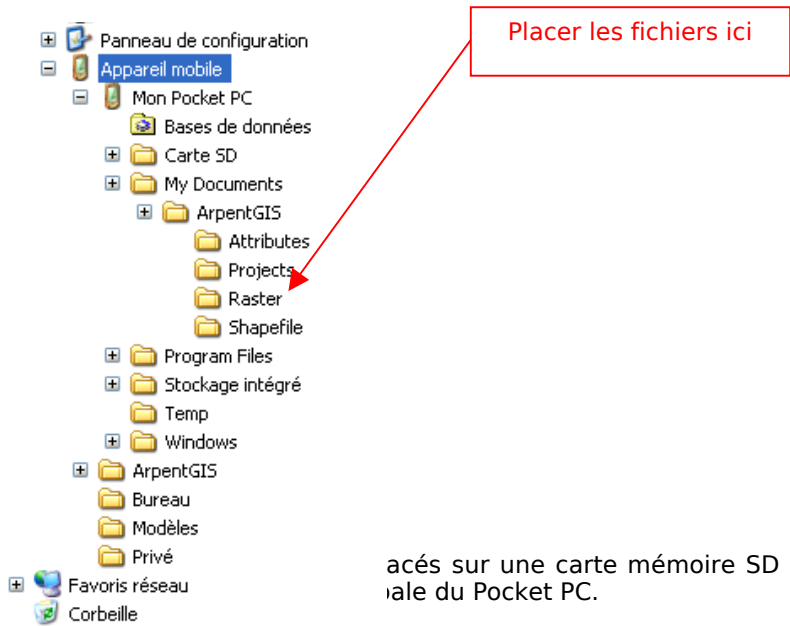 Placer les fichiers ici
Panneau de configuration
Appareil mobile
Mon Pocket PC
Bases de données
Carte SD
My Documents
ArpentGIS
Attributes
Projects
Raster
Shapefile
Program Files
Stockage intégré
Temp
Windows
ArpentGIS
Bureau
Modèles
Privé
acés sur une carte mémoire SD
Favoris réseau
pale du Pocket PC.
Corbeille